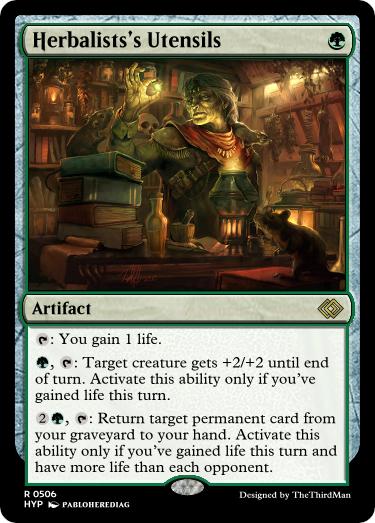 Herbalists's Utensils
Artifact
: You gain 1 life.
, : Target creature gets +2/+2 until end
of turn. Activate this ability only if you've
gained life this turn.
2 , : Return target permanent card from
your graveyard to your hand. Activate this
ability only if you've gained life this turn and
have more life than each opponent.
R 0506
HYP PABLOHEREDIAG
Designed by TheThirdMan